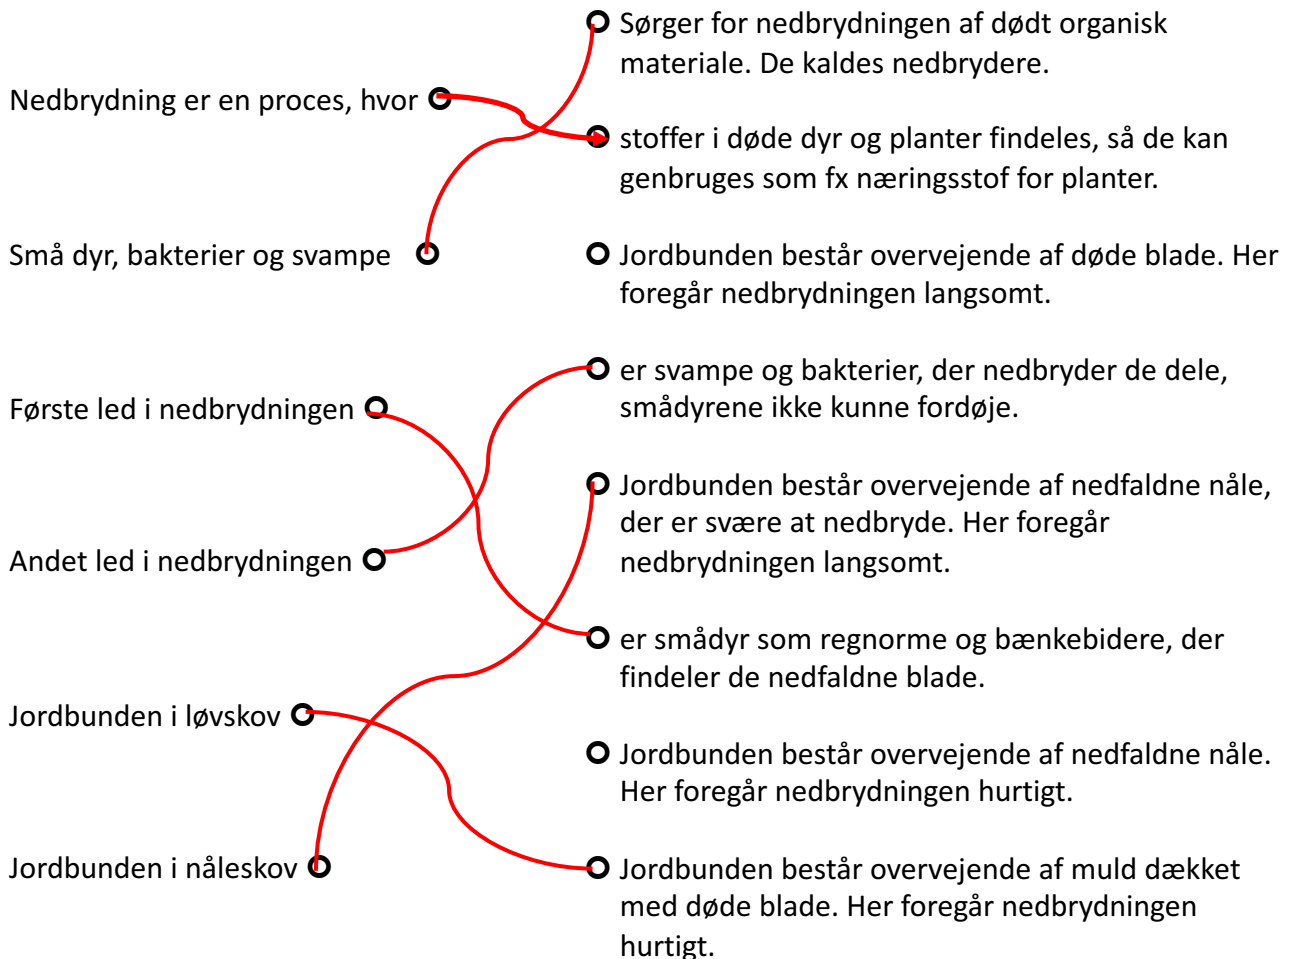 Nedbrydning er en proces, hvor
Små dyr, bakterier og svampe
Første led i nedbrydningen
Andet led i nedbrydningen
Jordbunden i løvskov
Jordbunden i nåleskov
Sørger for nedbrydningen af dødt organisk
materiale. De kaldes nedbrydere.
stoffer i døde dyr og planter findeles, så de kan
genbruges som fx næringsstof for planter.
Jordbunden består overvejende af døde blade. Her
foregår nedbrydningen langsomt.
er svampe og bakterier, der nedbryder de dele,
smådyrene ikke kunne fordøje.
Jordbunden består overvejende af nedfaldne nåle,
der er svære at nedbryde. Her foregår
nedbrydningen langsomt.
er smådyr som regnorme og bænkebidere, der
findeler de nedfaldne blade.
Jordbunden består overvejende af nedfaldne nåle.
Her foregår nedbrydningen hurtigt.
Jordbunden består overvejende af muld dækket
med døde blade. Her foregår nedbrydningen
hurtigt.